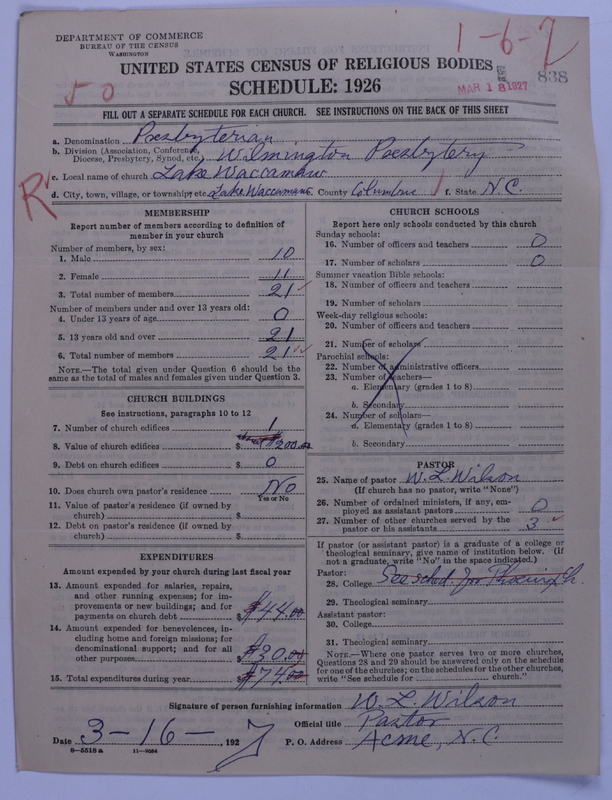 DEPARTMENT OF COMMERCE
BUREAU OF THE CENSUS
WASHINGTON
1-6-7
UNITED STATES CENSUS OF RELIGIOUS BODIES
SCHEDULE: 1926
50
MAR 18 1927
838
FILL OUT A SEPARATE SCHEDULE FOR EACH CHURCH. SEE INSTRUCTIONS ON THE BACK OF THIS SHEET
a. Denomination Presbyterian
b. Division (Association, Conference, Diocese, Presbytery, Synod, etc.) Wilmington Presbytery
c. Local name of church Lake Waccamaw
d. City, town, village, or township, etc. Lake Waccamaw e. County Columbus f. State N.C.
R
MEMBERSHIP
Report number of members according to definition of
member in your church
Number of members, by sex:
1. Male 10
2. Female 11
3. Total number of members 21
Number of members under and over 13 years old:
4. Under 13 years of age 0
5. 13 years old and over 21
6. Total number of members 21
NOTE.—The total given under Question 6 should be
same as the total of males and females given under Question 3.
CHURCH BUILDINGS
See instructions, paragraphs 10 to 12
7. Number of church edifices 1
8. Value of church edifices $ 1200.00
9. Debt on church edifices $ 0
10. Does church own pastor's residence No
Yes or No
11. Value of pastor's residence (if owned by
church) $
12. Debt on pastor's residence (if owned by
church) $
EXPENDITURES
Amount expended by your church during last fiscal year
13. Amount expended for salaries, repairs,
and other running expenses; for im-
provements or new buildings; and for
payments on church debt $44.00
14. Amount expended for benevolences, in-
cluding home and foreign missions; for
denominational support; and for all
other purposes $30.00
15. Total expenditures during year $74.00
CHURCH SCHOOLS
Report here only schools conducted by this church
Sunday schools:
16. Number of officers and teachers 0
17. Number of scholars 0
Summer vacation Bible schools:
18. Number of officers and teachers
19. Number of scholars
Week-day religious schools:
20. Number of officers and teachers
21. Number of scholars
Parochial schools:
22. Number of administrative officers
23. Number of teachers—
a. Elementary (grades 1 to 8)
b. Secondary
24. Number of scholars—
a. Elementary (grades 1 to 8)
b. Secondary
PASTOR
25. Name of pastor W. L. Wilson
(If church has no pastor, write "None")
26. Number of ordained ministers, if any, em-
ployed as assistant pastors 0
27. Number of other churches served by the
pastor or his assistants 3
If pastor (or assistant pastor) is a graduate of a college or
theological seminary, give name of institution below. (If
not a graduate, write "No" in the space indicated.)
Pastor:
28. College See sched. for Phoenix Ch.
29. Theological seminary
Assistant pastor:
30. College
31. Theological seminary
NOTE.—Where one pastor serves two or more churches,
Questions 28 and 29 should be answered only on the schedule
for one of the churches; on the schedules for the other churches,
write "See schedule for church."
Signature of person furnishing information W. L. Wilson
Official title Pastor
Date 3-16-, 1927 P. O. Address Acme, N.C.
8-5518a 11-9084